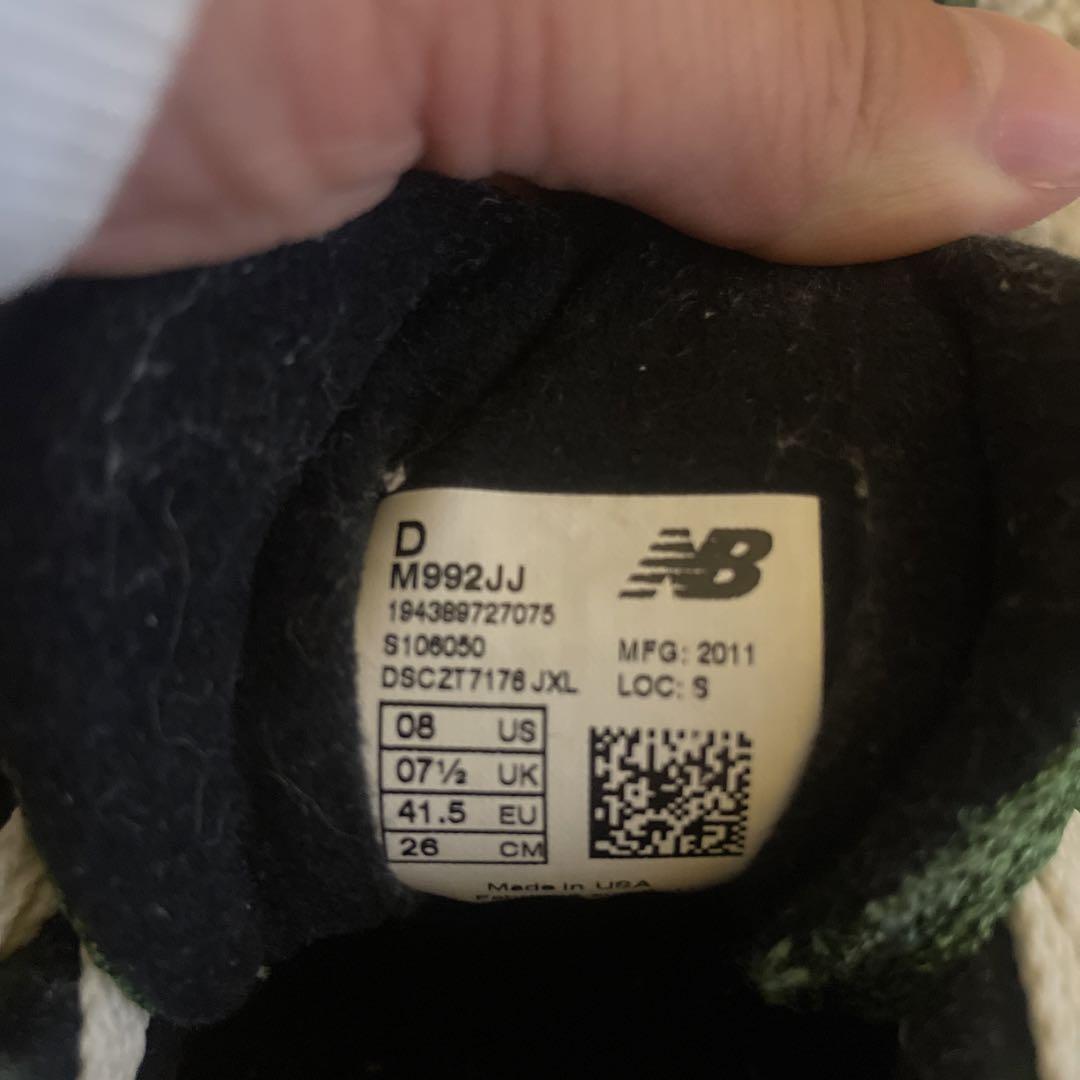 D
M992JJ
194389727075
S106050
DSCZT7176 JXL
NB
MFG: 2011
LOC: S
08 US
07½ UK
41.5 EU
26 CM
Made in USA